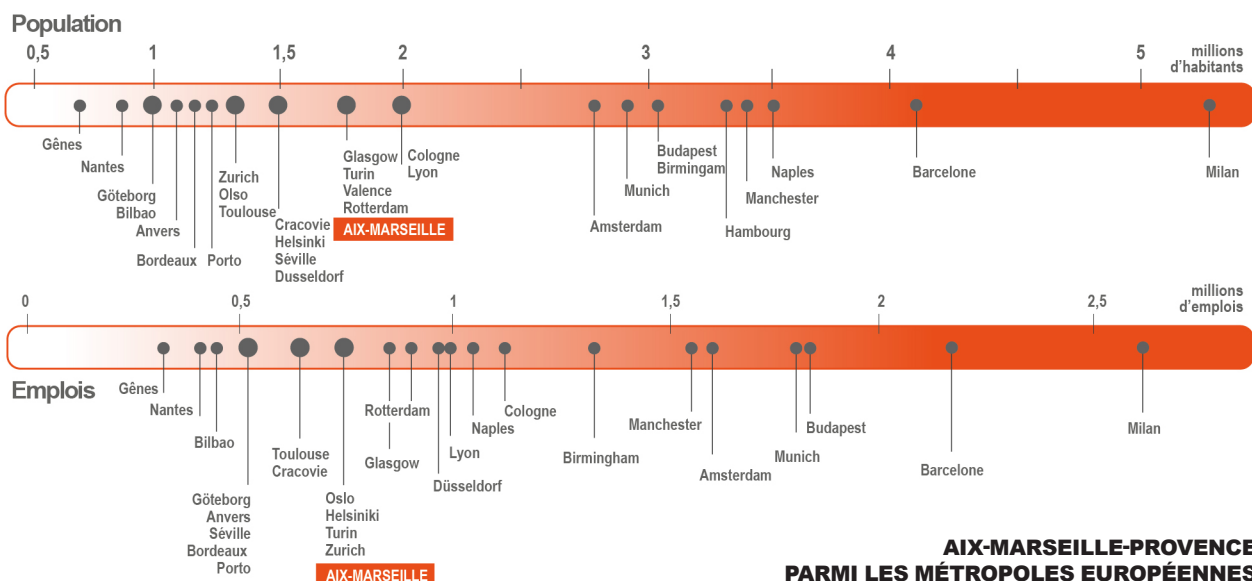 Population
0,5 1 1,5 2 3 4 5 millions
d'habitants
Gênes
Nantes
Göteborg
Bilbao
Anvers
Bordeaux
Porto
Zurich
Olso
Toulouse
Cracovie
Helsinki
Séville
Dusseldorf
Glasgow
Turin
Valence
Rotterdam
AIX-MARSEILLE
Cologne
Lyon
Amsterdam
Munich
Budapest
Birmingam
Hambourg
Manchester
Naples
Barcelone
Milan
0 0,5 1 1,5 2 2,5 millions
d'emplois
Emplois
Gênes
Nantes
Bilbao
Göteborg
Anvers
Séville
Bordeaux
Porto
Toulouse
Cracovie
Oslo
Helsiniki
Turin
Zurich
AIX-MARSEILLE
Rotterdam
Glasgow
Düsseldorf
Lyon
Naples
Cologne
Birmingham
Manchester
Amsterdam
Munich
Budapest
Barcelone
Milan
AIX-MARSEILLE-PROVENCE
PARMI LES MÉTROPOLES EUROPÉENNES